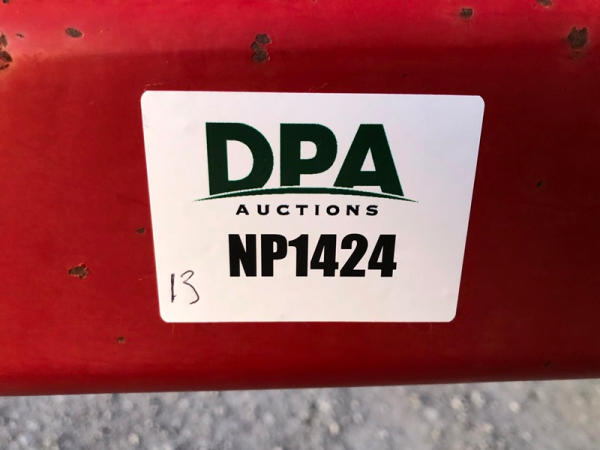 DPA
AUCTIONS
NP1424
13